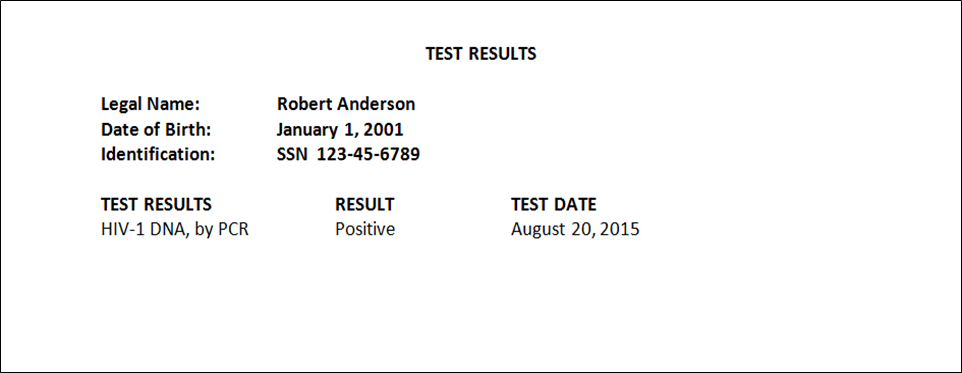 TEST RESULTS
Legal Name: Robert Anderson
Date of Birth: January 1, 2001
Identification: SSN 123-45-6789
TEST RESULTS RESULT TEST DATE
HIV-1 DNA, by PCR Positive August 20, 2015